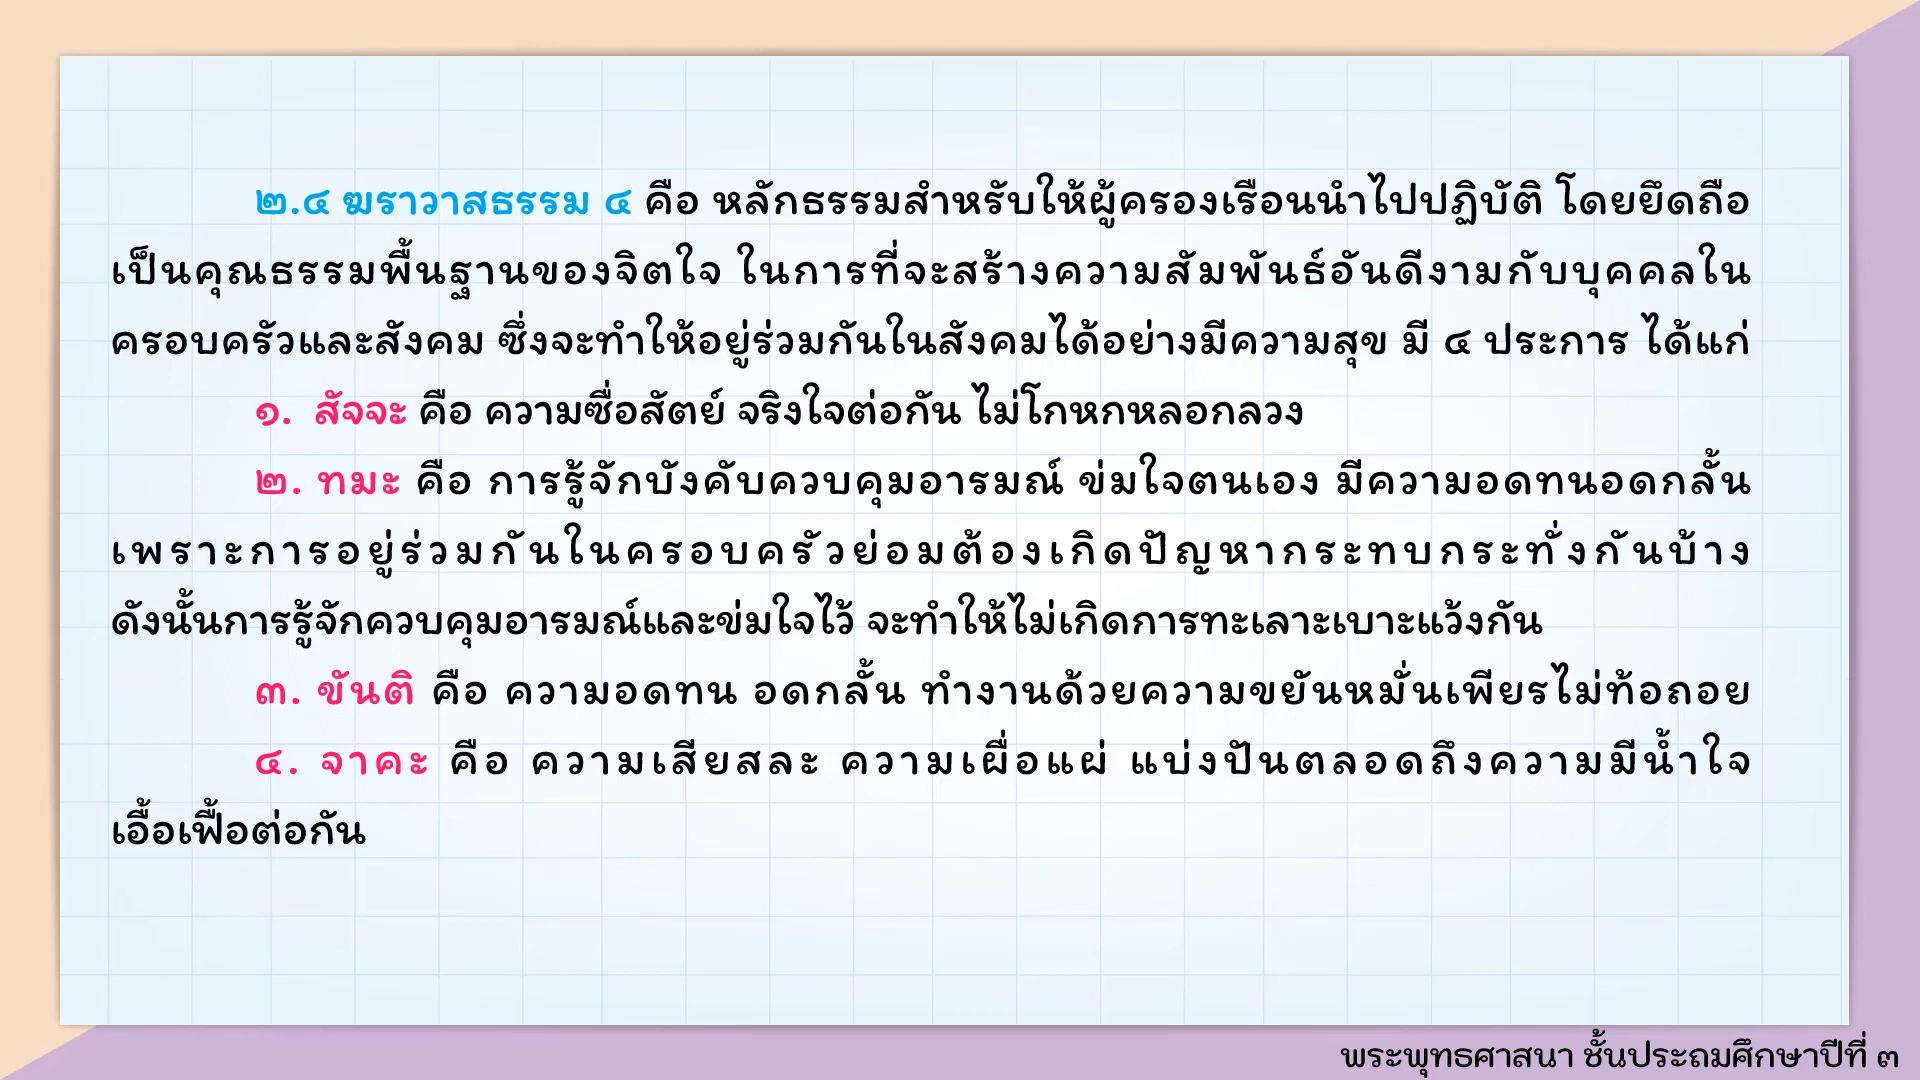 ๒.๔ ฆราวาสธรรม ๔ คือ หลักธรรมสำหรับให้ผู้ครองเรือนนำไปปฏิบัติ โดยยึดถือ
เป็นคุณธรรมพื้นฐานของจิตใจ ในการที่จะสร้างความสัมพันธ์อันดีงามกับบุคคลใน
ครอบครัวและสังคม ซึ่งจะทำให้อยู่ร่วมกันในสังคมได้อย่างมีความสุข มี ๔ ประการ ได้แก่
๑. สัจจะ คือ ความซื่อสัตย์ จริงใจต่อกัน ไม่โกหกหลอกลวง
๒. ทมะ คือ การรู้จักบังคับควบคุมอารมณ์ ข่มใจตนเอง มีความอดทนอดกลั้น
เพราะการอยู่ร่วมกันในครอบครัวย่อมต้องเกิดปัญหากระทบกระทั่งกันบ้าง
ดังนั้นการรู้จักควบคุมอารมณ์และข่มใจไว้ จะทำให้ไม่เกิดการทะเลาะเบาะแว้งกัน
๓. ขันติ คือ ความอดทน อดกลั้น ทำงานด้วยความขยันหมั่นเพียรไม่ท้อถอย
๔. จาคะ คือ ความเสียสละ ความเผื่อแผ่ แบ่งปันตลอดถึงความมีน้ำใจ
เอื้อเฟื้อต่อกัน
พระพุทธศาสนา ชั้นประถมศึกษาปีที่ ๓